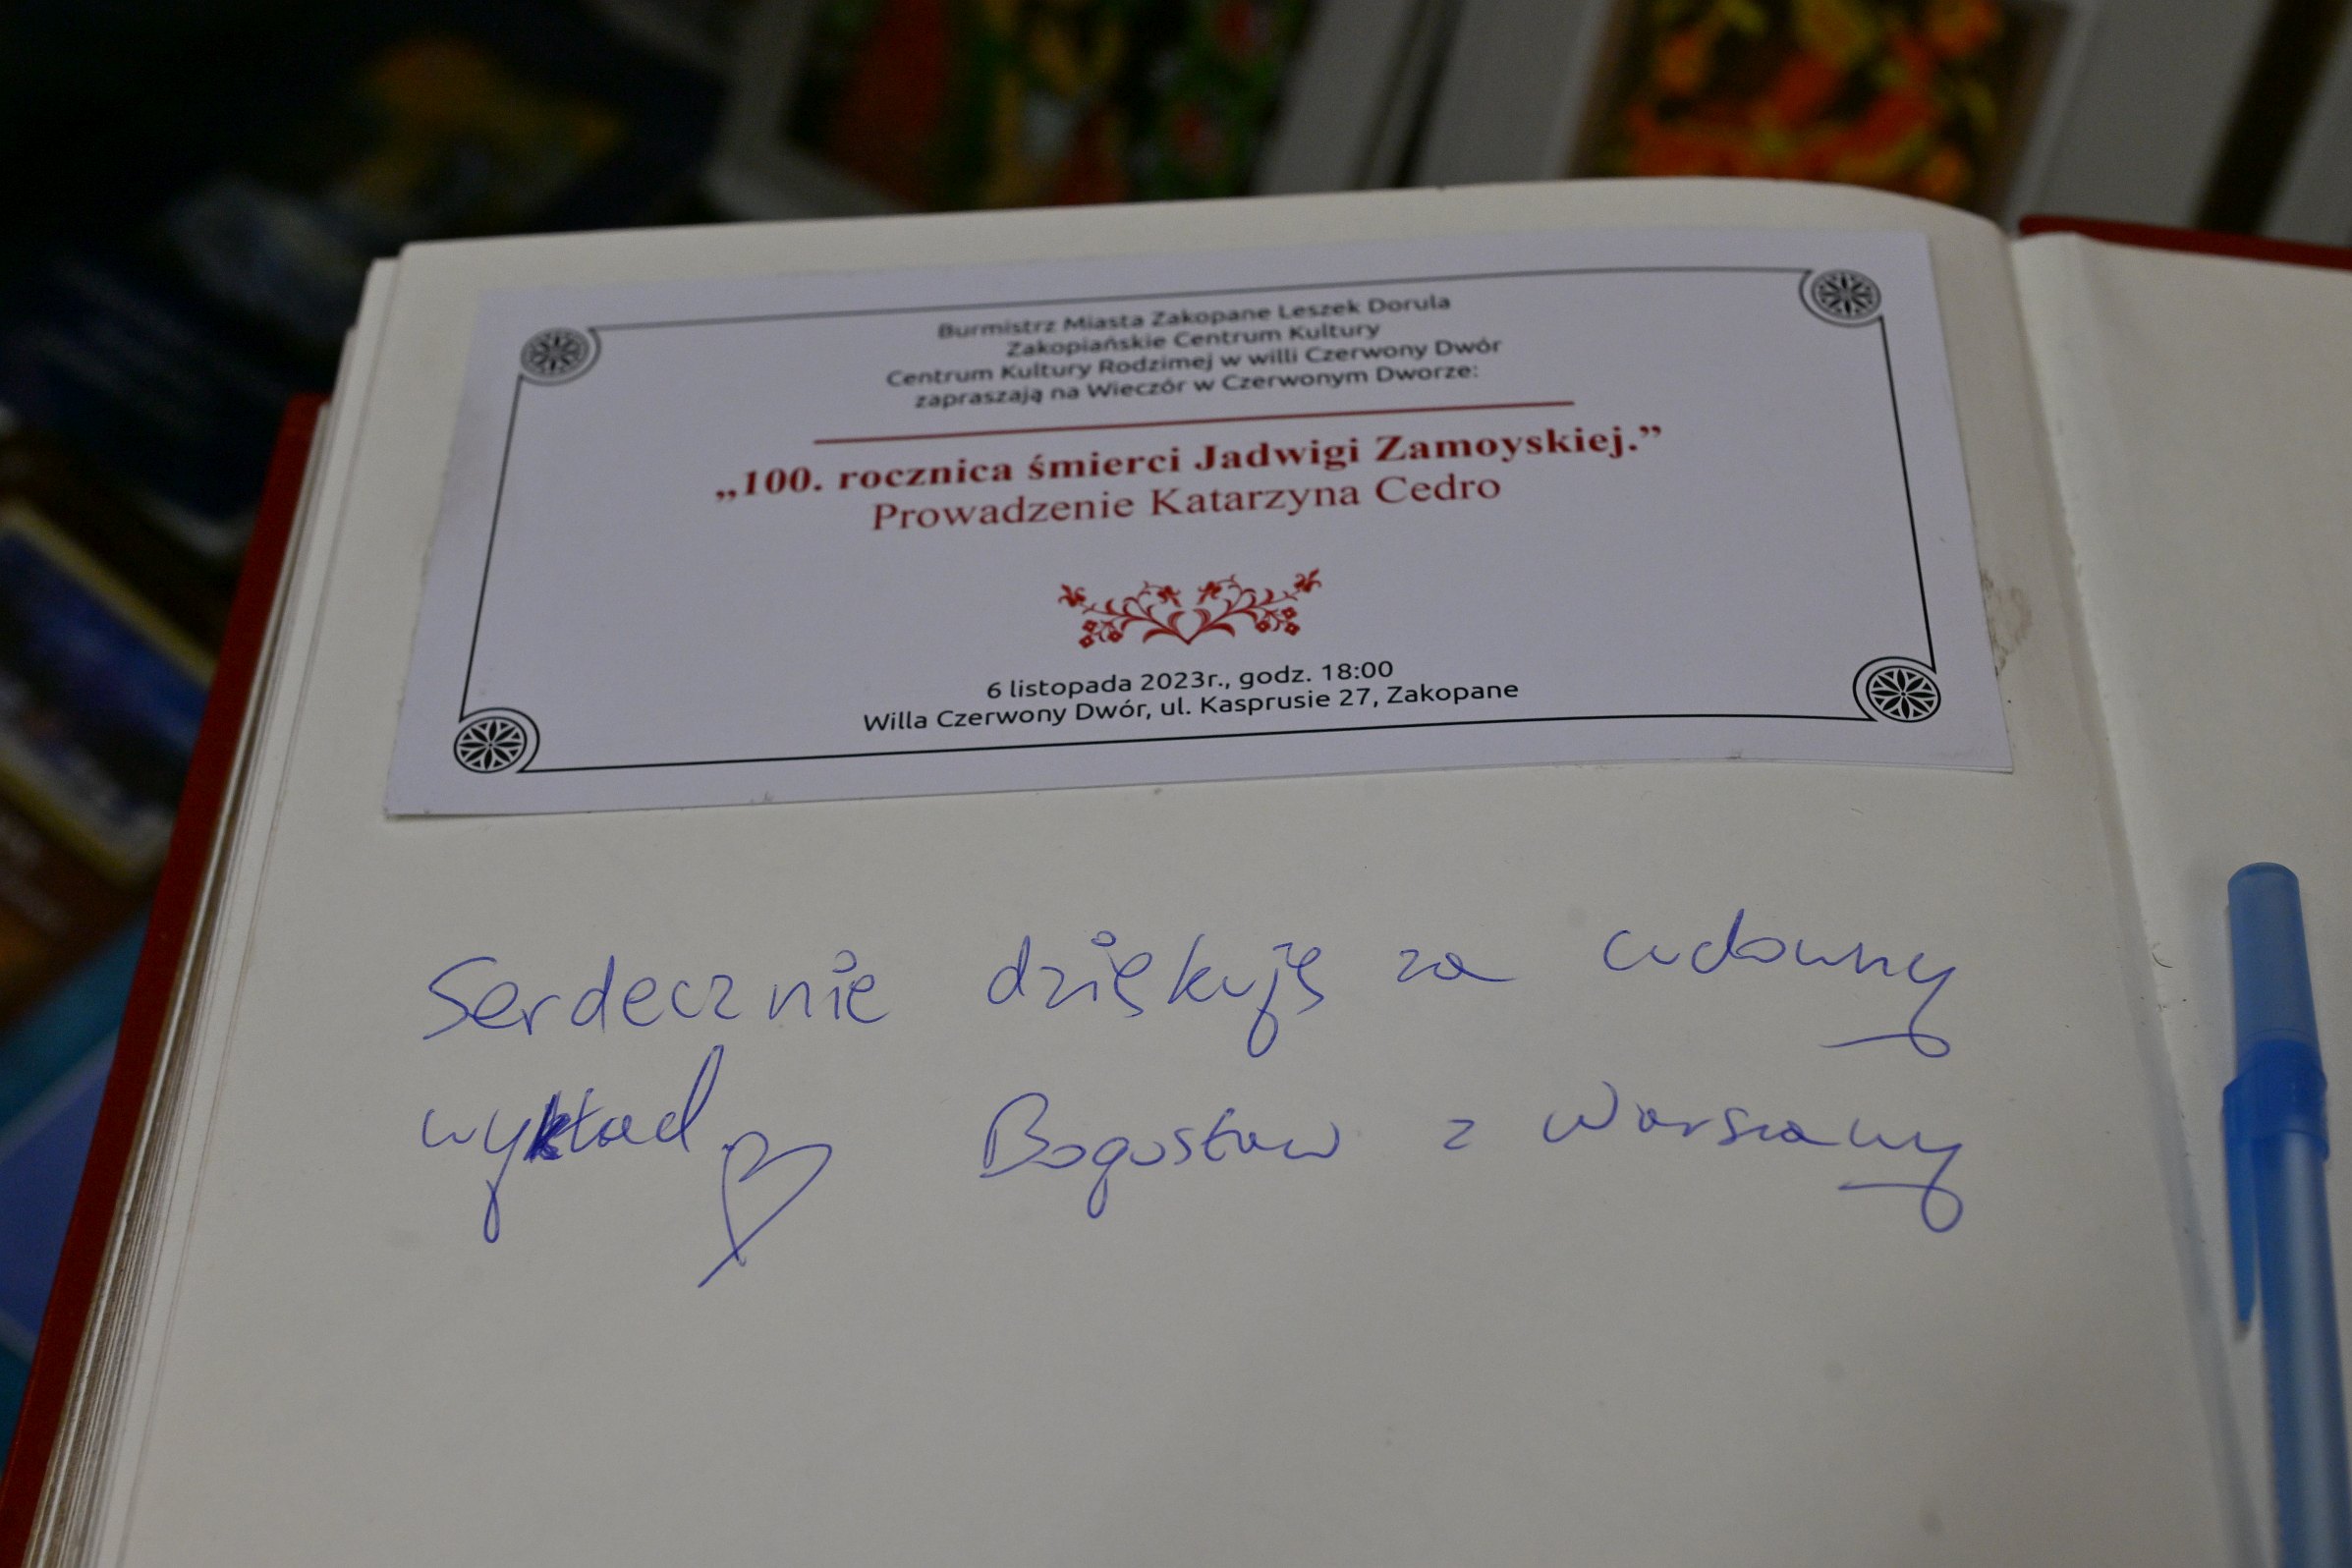 Burmistrz Miasta Zakopane Leszek Dorula
Zakopiańskie Centrum Kultury
Centrum Kultury Rodzimej w willi Czerwony Dwór
zapraszają na Wieczór w Czerwonym Dworze:
„100. rocznica śmierci Jadwigi Zamoyskiej.”
Prowadzenie Katarzyna Cedro
6 listopada 2023r., godz. 18:00
Willa Czerwony Dwór, ul. Kasprusie 27, Zakopane
Serdecznie dziękuję za cudowny
wykład Bogusław z Warszawy